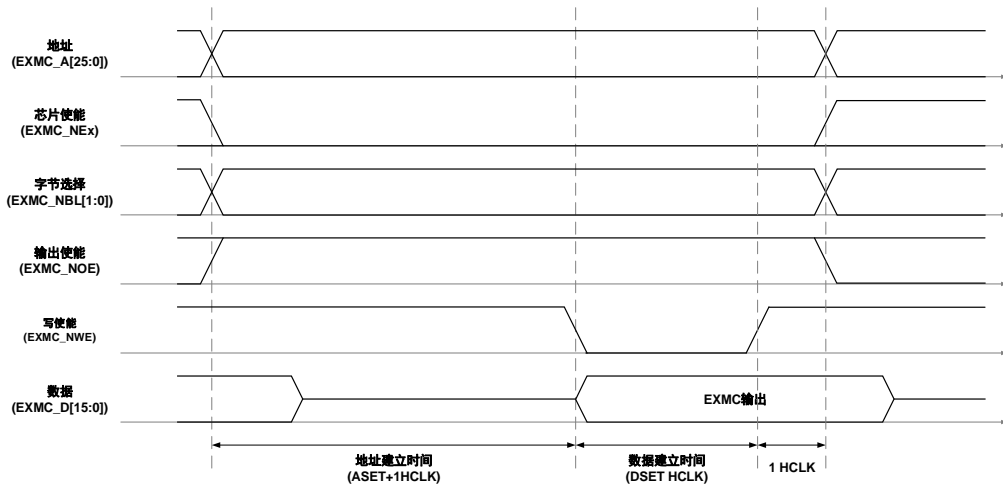 地址
(EXMC_A[25:0])
芯片使能
(EXMC_NEx)
字节选择
(EXMC_NBL[1:0])
输出使能
(EXMC_NOE)
写使能
(EXMC_NWE)
数据
(EXMC_D[15:0])
EXMC输出
地址建立时间
(ASET+1HCLK)
数据建立时间
(DSET HCLK)
1 HCLK